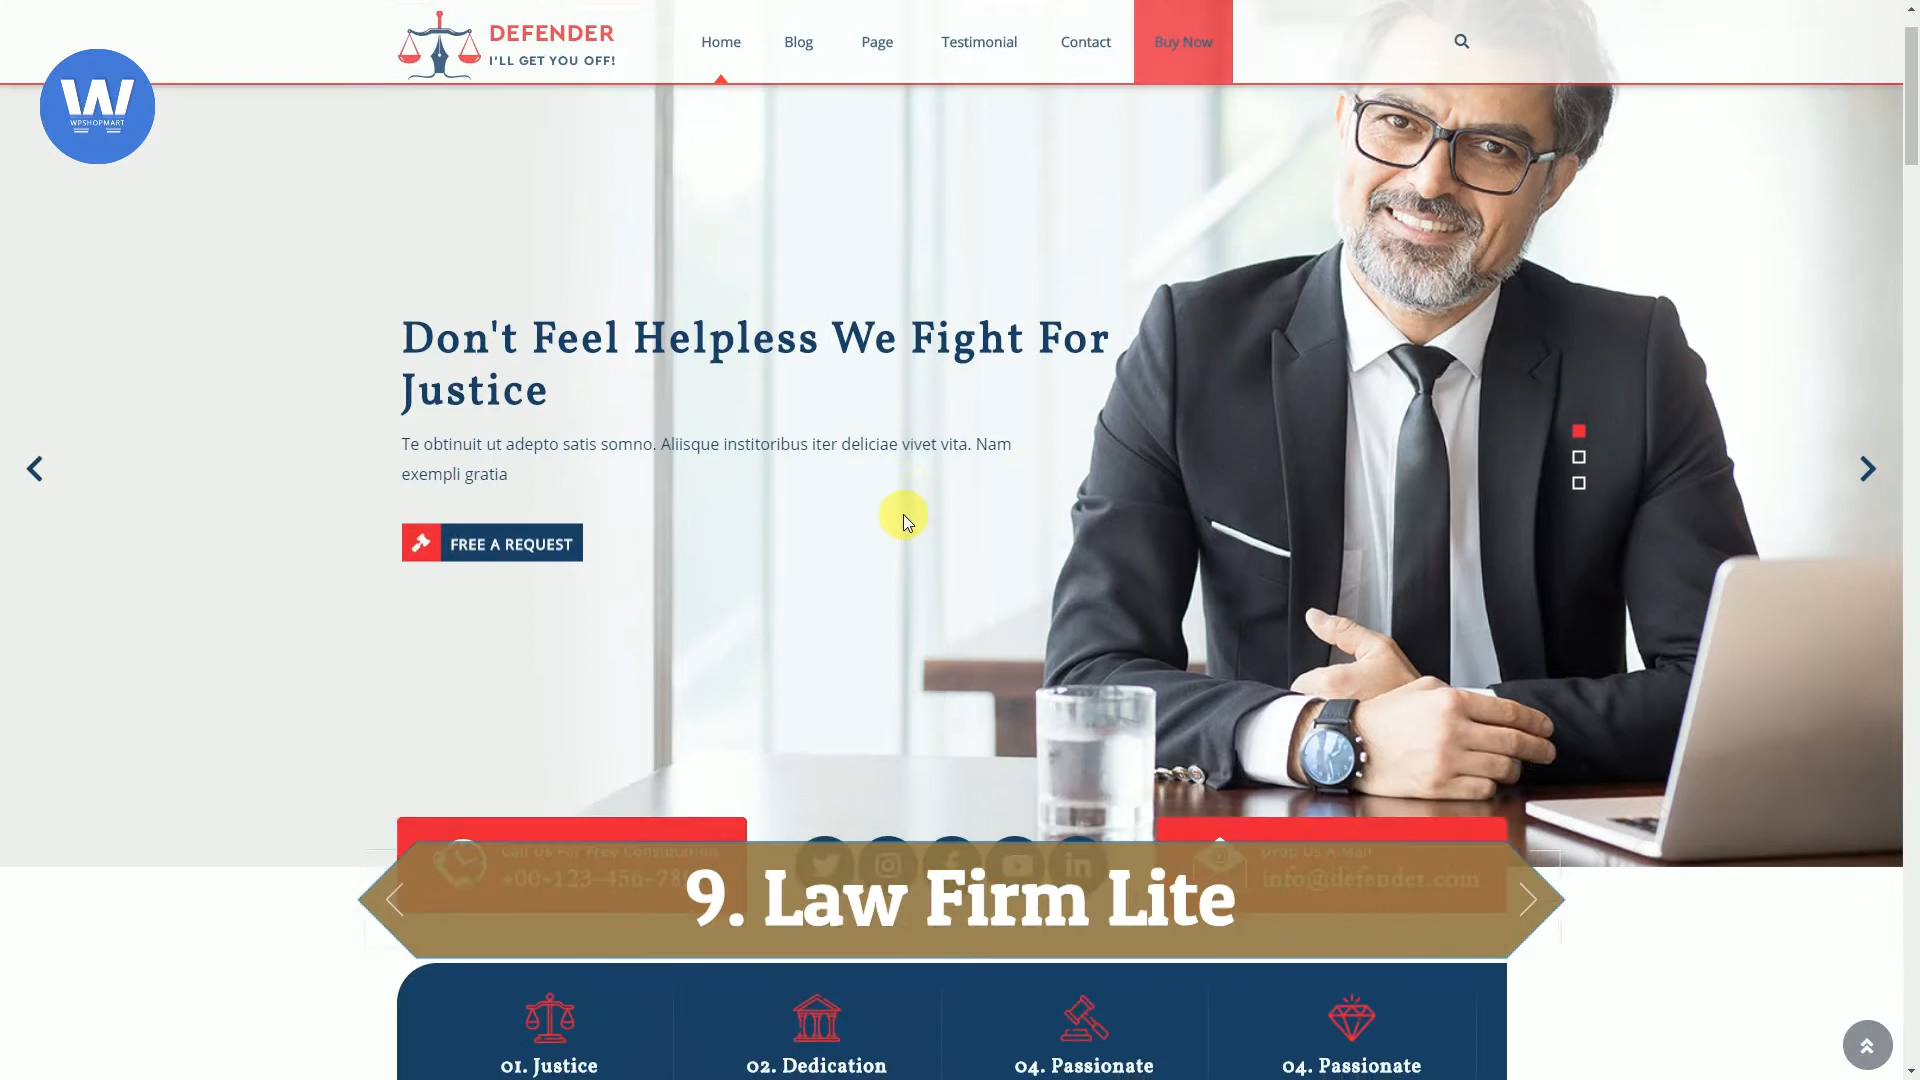 DEFENDER
I'LL GET YOU OFF!
Home
Blog
Page
Testimonial
Contact
Buy Now
W
WPSHOPMART
Don't Feel Helpless We Fight For
Justice
Te obtinuit ut adepto satis somno. Aliisque institoribus iter deliciae vivet vita. Nam
exempli gratia
FREE A REQUEST
Call Us For Free Consultation
+00-123-456-78
Drop Us A Mail
info@defender.com
9. Law Firm Lite
01. Justice
02. Dedication
04. Passionate
04. Passionate